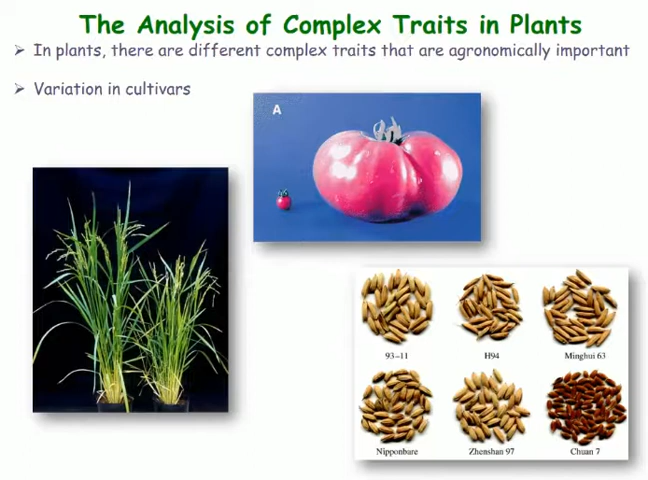 The Analysis of Complex Traits in Plants
➢ In plants, there are different complex traits that are agronomically important
➢ Variation in cultivars
A
93–11
H94
Minghui 63
Nipponbare
Zhenshan 97
Chuan 7